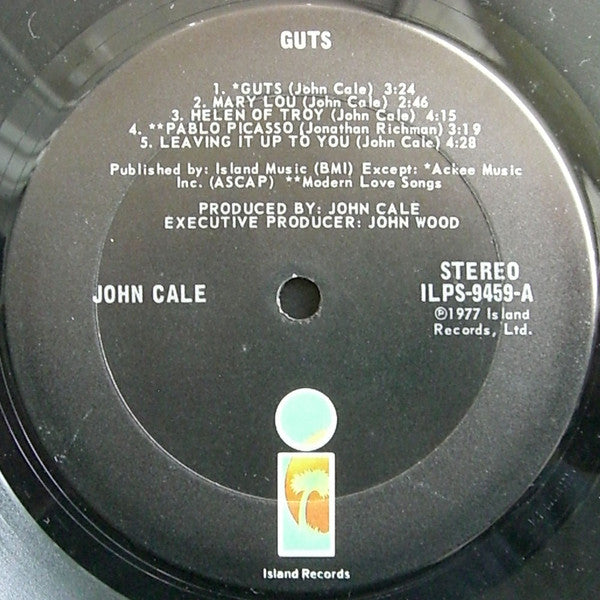 GUTS
1. *GUTS (John Cale) 3:24
2. MARY LOU (John Cale) 2:46
3. HELEN OF TROY (John Cale) 4:15
4. **PABLO PICASSO (Jonathan Richman) 3:19
5. LEAVING IT UP TO YOU (John Cale) 4:28
Published by: Island Music (BMI) Except: *Ackee Music
Inc. (ASCAP) **Modern Love Songs
PRODUCED BY: JOHN CALE
EXECUTIVE PRODUCER: JOHN WOOD
JOHN CALE
STEREO
ILPS-9459-A
℗1977 Island
Records, Ltd.
i
Island Records